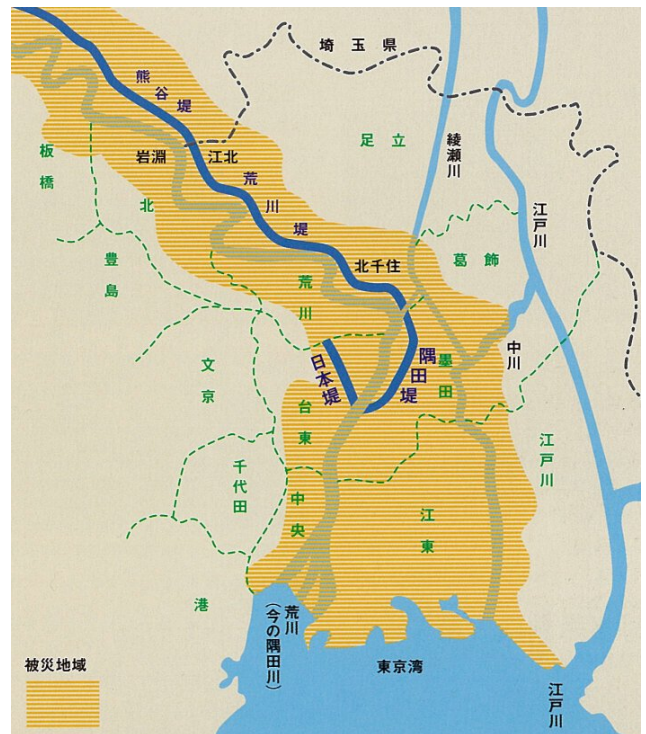 埼玉県
熊谷堤
足立
綾瀬川
岩淵
江北
板橋
北
荒川堤
江戸川
豊島
葛飾
北千住
荒川
中川
日本堤
隅田堤
墨田
文京
台東
江戸川
千代田
中央
江東
港
荒川
(今の隅田川)
被災地域
東京湾
江戸川